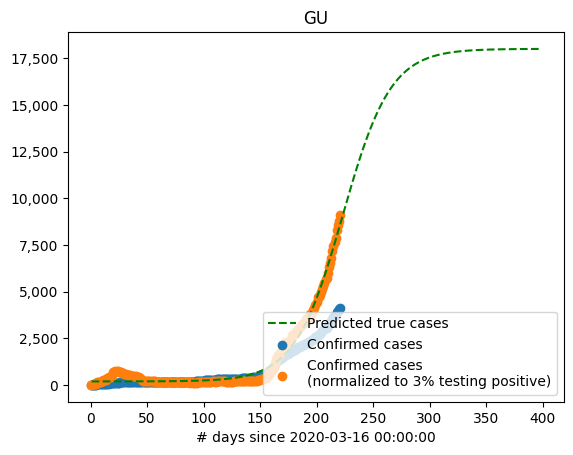 GU
17,500
15,000
12,500
10,000
7,500
5,000
2,500
0
Predicted true cases
Confirmed cases
Confirmed cases
(normalized to 3% testing positive)
0 50 100 150 200 250 300 350 400
# days since 2020-03-16 00:00:00